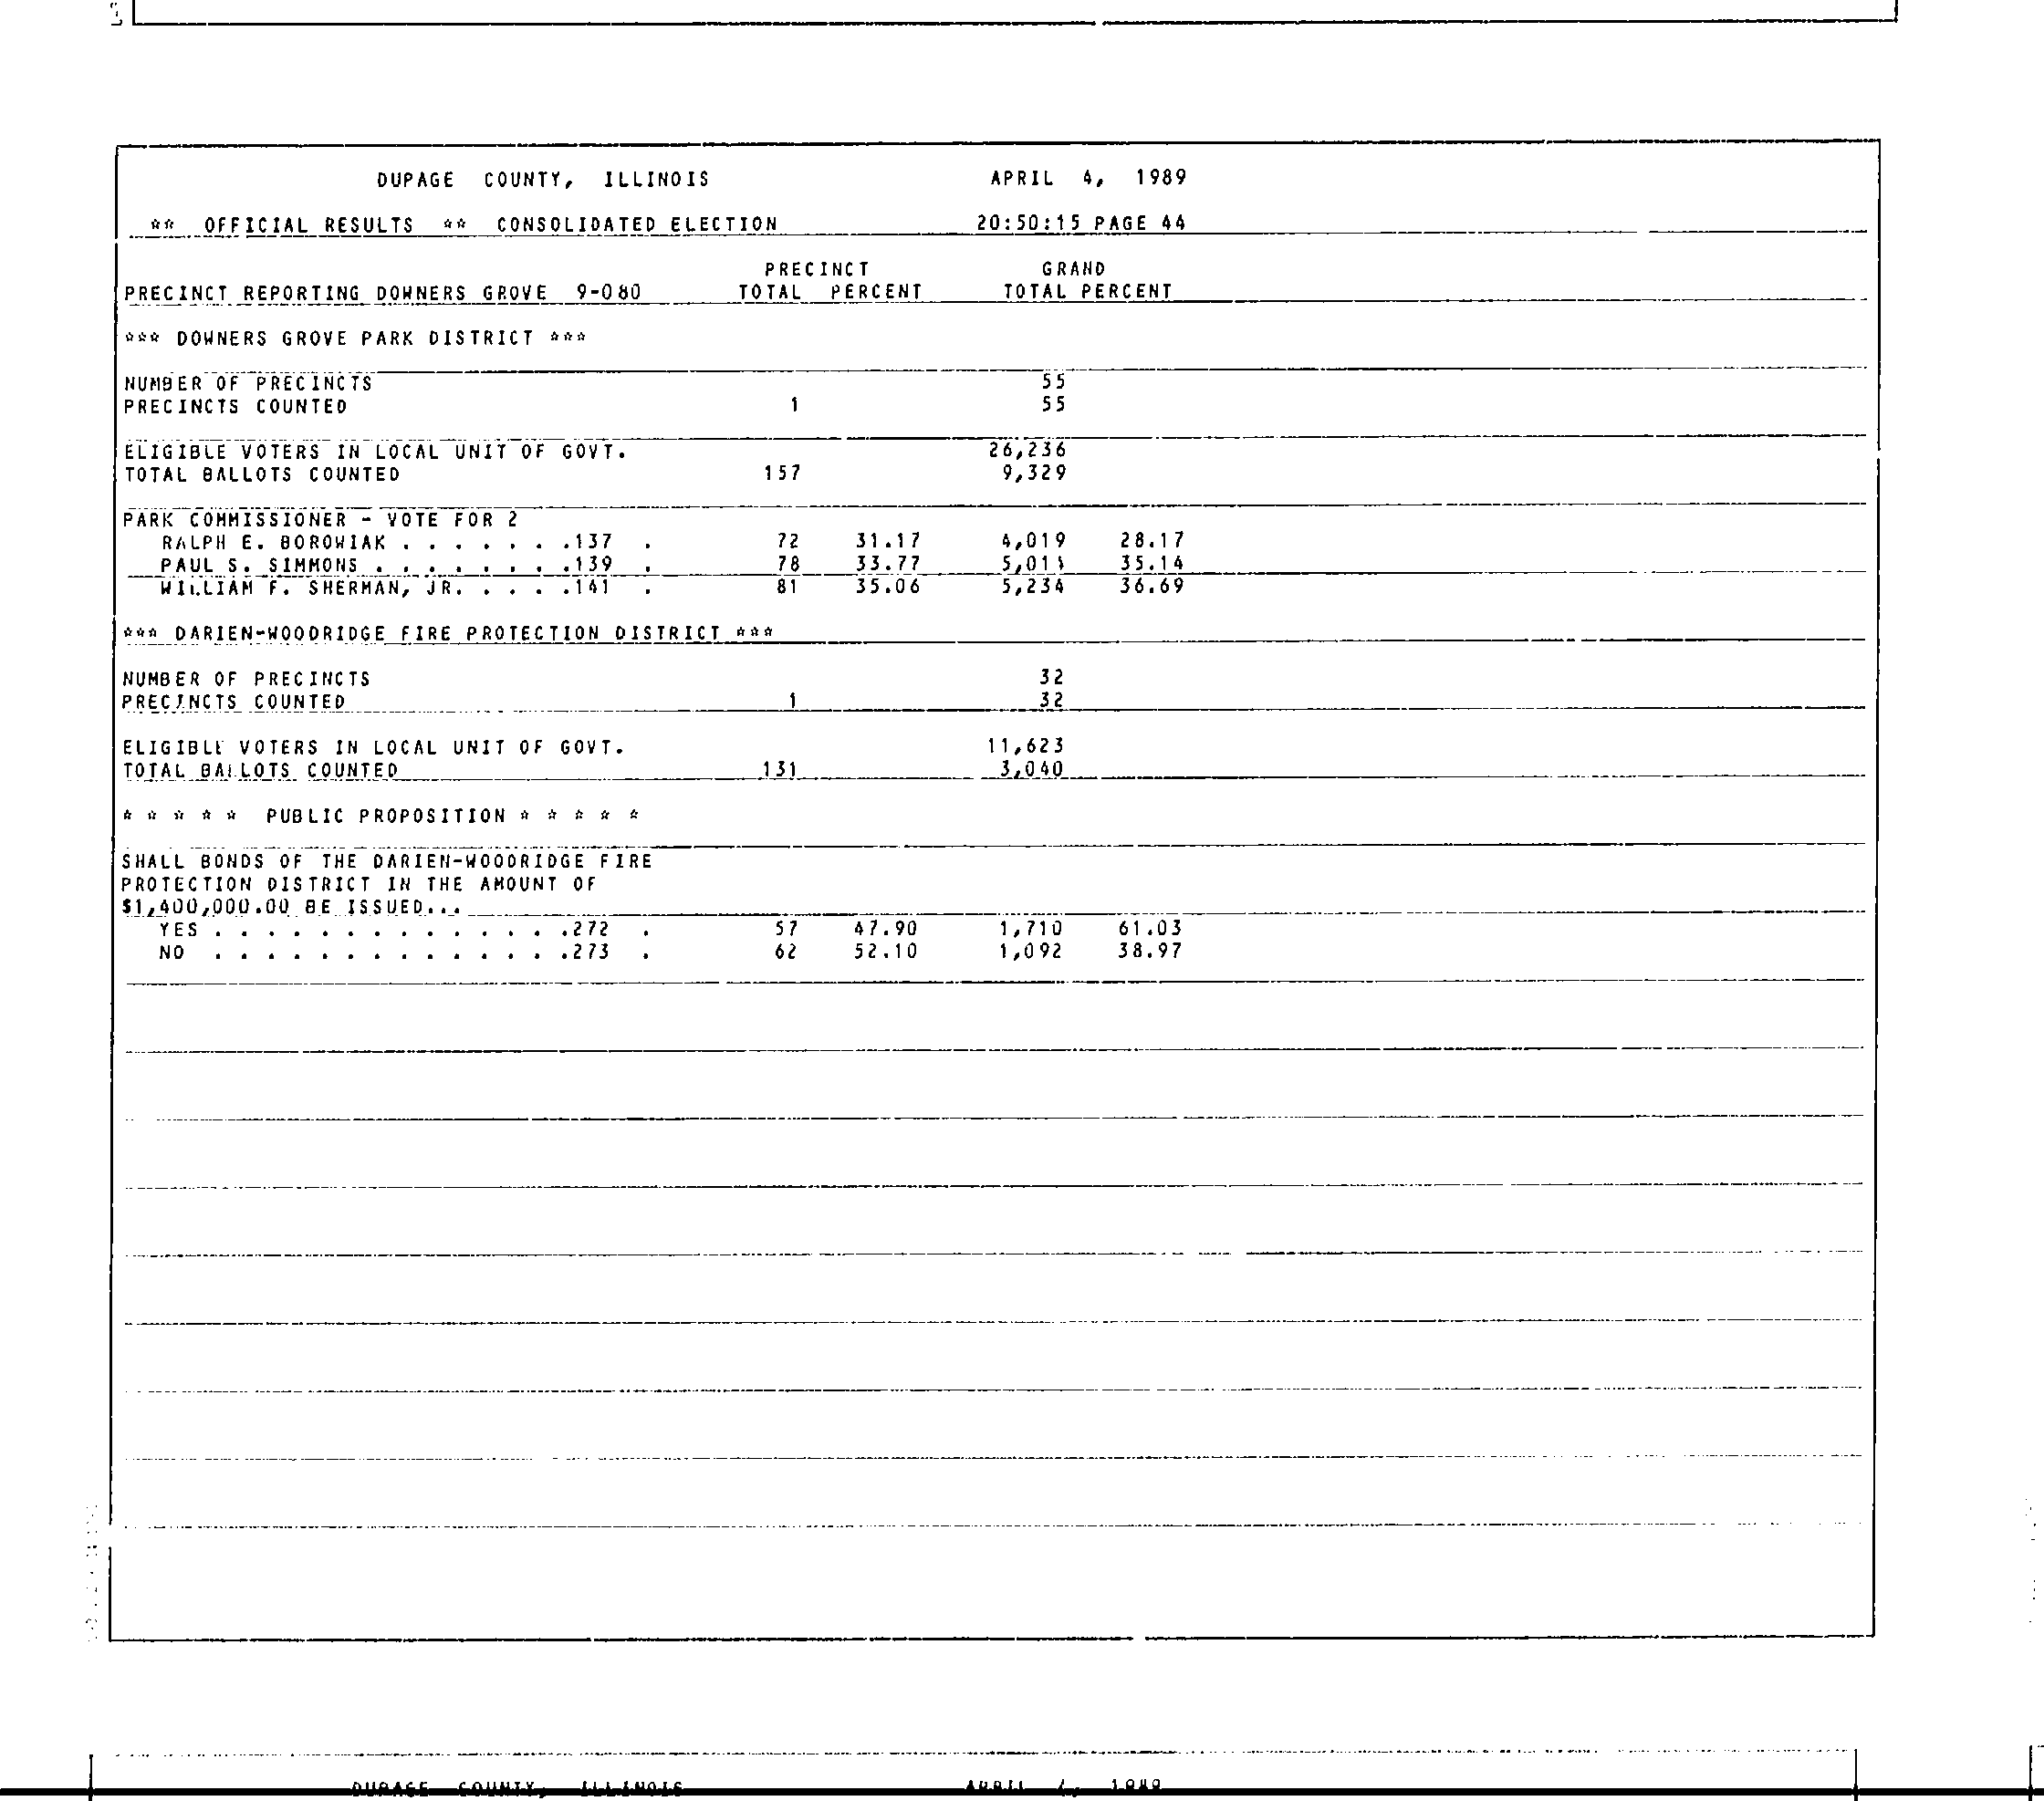 DUPAGE COUNTY, ILLINOIS APRIL 4, 1989
** OFFICIAL RESULTS ** CONSOLIDATED ELECTION 20:50:15 PAGE 44
PRECINCT GRAND
PRECINCT REPORTING DOWNERS GROVE 9-080 TOTAL PERCENT TOTAL PERCENT
*** DOWNERS GROVE PARK DISTRICT ***
NUMBER OF PRECINCTS 55
PRECINCTS COUNTED 1 55
ELIGIBLE VOTERS IN LOCAL UNIT OF GOVT. 26,236
TOTAL BALLOTS COUNTED 157 9,329
PARK COMMISSIONER - VOTE FOR 2
RALPH E. BOROWIAK . . . . . . .137 . 72 31.17 4,019 28.17
PAUL S. SIMMONS . . . . . . . .139 . 78 33.77 5,011 35.14
WILLIAM F. SHERMAN, JR. . . . .141 . 81 35.06 5,234 36.69
*** DARIEN-WOODRIDGE FIRE PROTECTION DISTRICT ***
NUMBER OF PRECINCTS 32
PRECINCTS COUNTED 1 32
ELIGIBLE VOTERS IN LOCAL UNIT OF GOVT. 11,623
TOTAL BALLOTS COUNTED 131 3,040
* * * * * PUBLIC PROPOSITION * * * * *
SHALL BONDS OF THE DARIEN-WOODRIDGE FIRE
PROTECTION DISTRICT IN THE AMOUNT OF
$1,400,000.00 BE ISSUED...
YES . . . . . . . . . . . . . .272 . 57 47.90 1,710 61.03
NO . . . . . . . . . . . . . .273 . 62 52.10 1,092 38.97
DUPAGE COUNTY, ILLINOIS APRIL 4, 1989